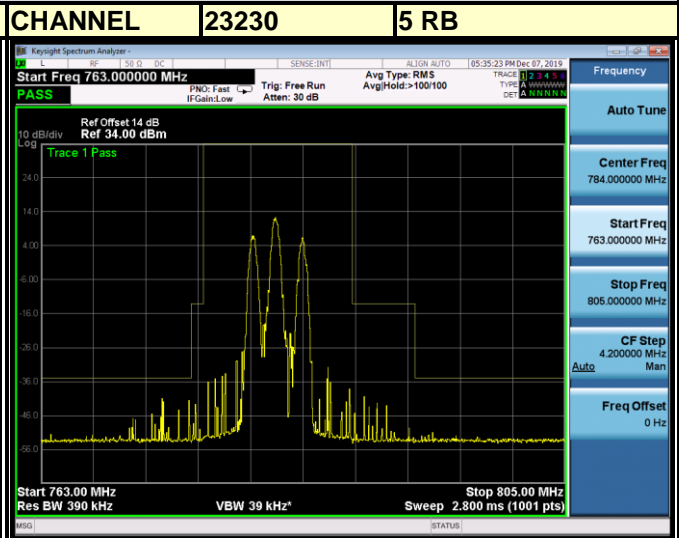 CHANNEL 23230 5 RB
Keysight Spectrum Analyzer -
L RF 50 Ω DC SENSE:INT ALIGN AUTO 05:35:23 PM Dec 07, 2019
Start Freq 763.000000 MHz
PASS
PNO: Fast
IFGain:Low
Trig: Free Run
Atten: 30 dB
Avg Type: RMS
Avg|Hold:>100/100
TRACE 1 2 3 4 5 6
TYPE A
DET A N N N N N
Frequency
Ref Offset 14 dB
10 dB/div Ref 34.00 dBm
Log
Trace 1 Pass
24.0
14.0
4.00
-6.00
-16.0
-26.0
-36.0
-46.0
-56.0
Start 763.00 MHz Stop 805.00 MHz
Res BW 390 kHz VBW 39 kHz* Sweep 2.800 ms (1001 pts)
MSG STATUS
Auto Tune
Center Freq
784.000000 MHz
Start Freq
763.000000 MHz
Stop Freq
805.000000 MHz
CF Step
4.200000 MHz
Auto Man
Freq Offset
0 Hz